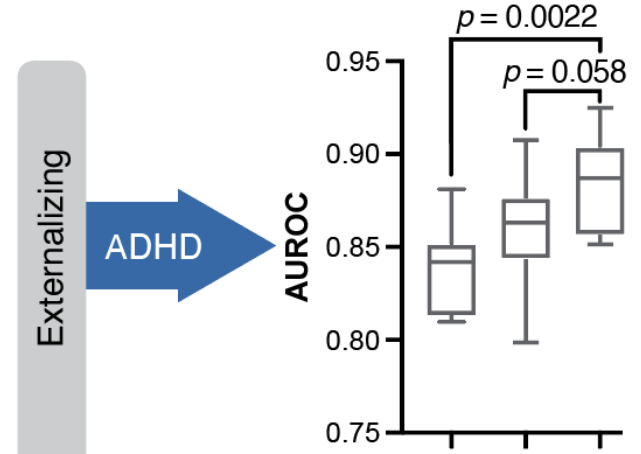 Externalizing
ADHD
AUROC
p = 0.0022
p = 0.058
0.95
0.90
0.85
0.80
0.75